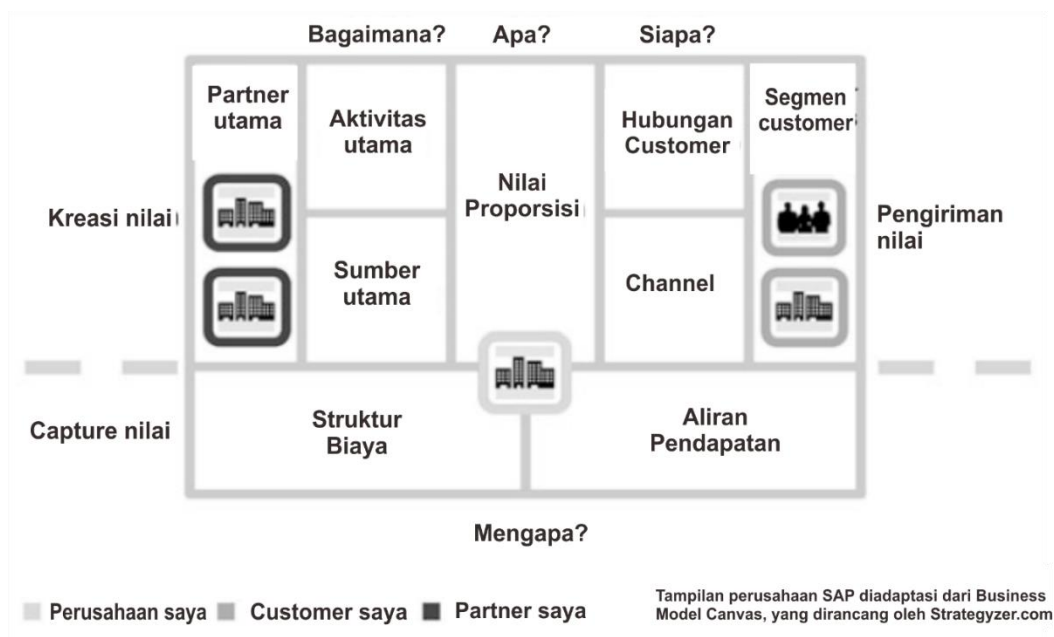 Bagaimana?
Apa?
Siapa?
Partner
utama
Aktivitas
utama
Nilai
Proporsisi
Hubungan
Customer
Segmen
customer
Kreasi nilai
Sumber
utama
Channel
Pengiriman
nilai
Capture nilai
Struktur
Biaya
Aliran
Pendapatan
Mengapa?
Perusahaan saya
Customer saya
Partner saya
Tampilan perusahaan SAP diadaptasi dari Business
Model Canvas, yang dirancang oleh Strategyzer.com